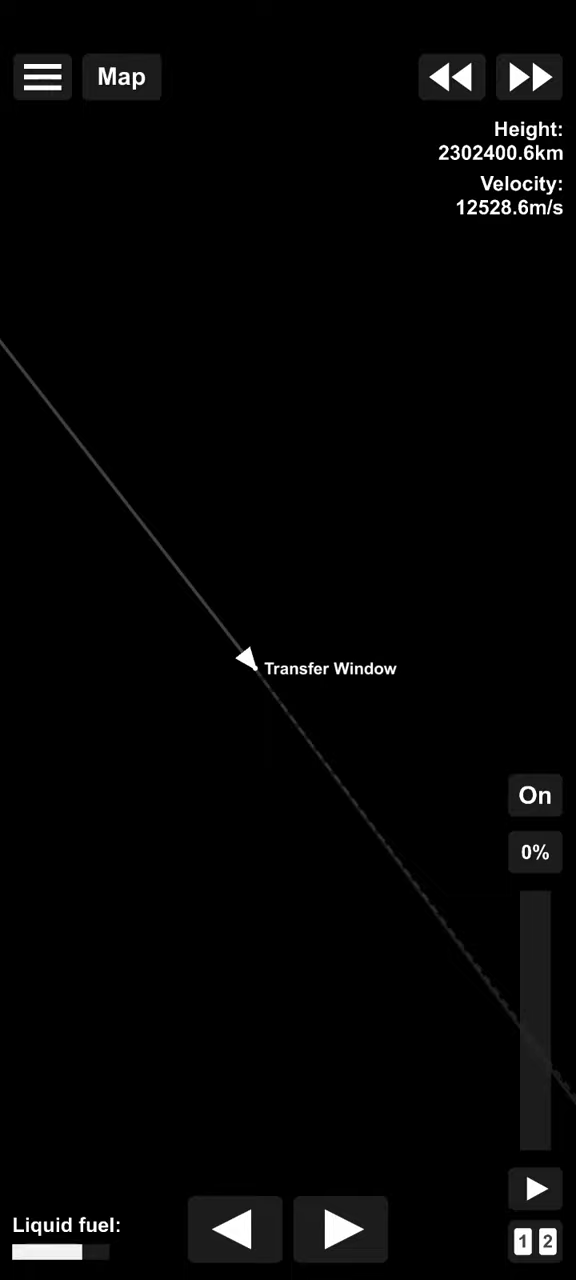 Map
Height:
2302400.6km
Velocity:
12528.6m/s
Transfer Window
On
0%
Liquid fuel:
1 2